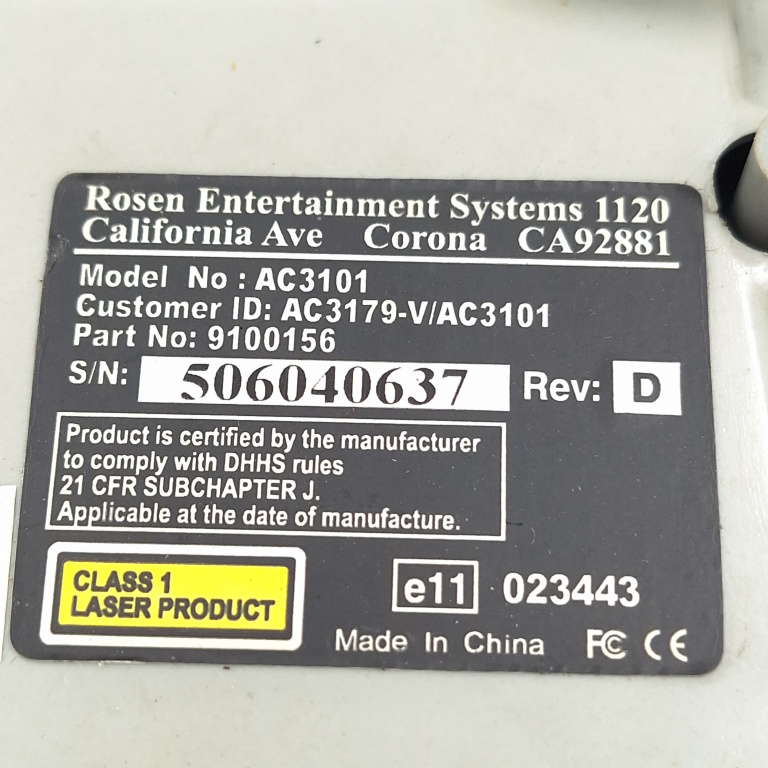 Rosen Entertainment Systems 1120
California Ave Corona CA92881
Model No : AC3101
Customer ID: AC3179-V/AC3101
Part No: 9100156
S/N: 506040637 Rev: D
Product is certified by the manufacturer
to comply with DHHS rules
21 CFR SUBCHAPTER J.
Applicable at the date of manufacture.
CLASS 1
LASER PRODUCT
e11 023443
Made In China FC CE